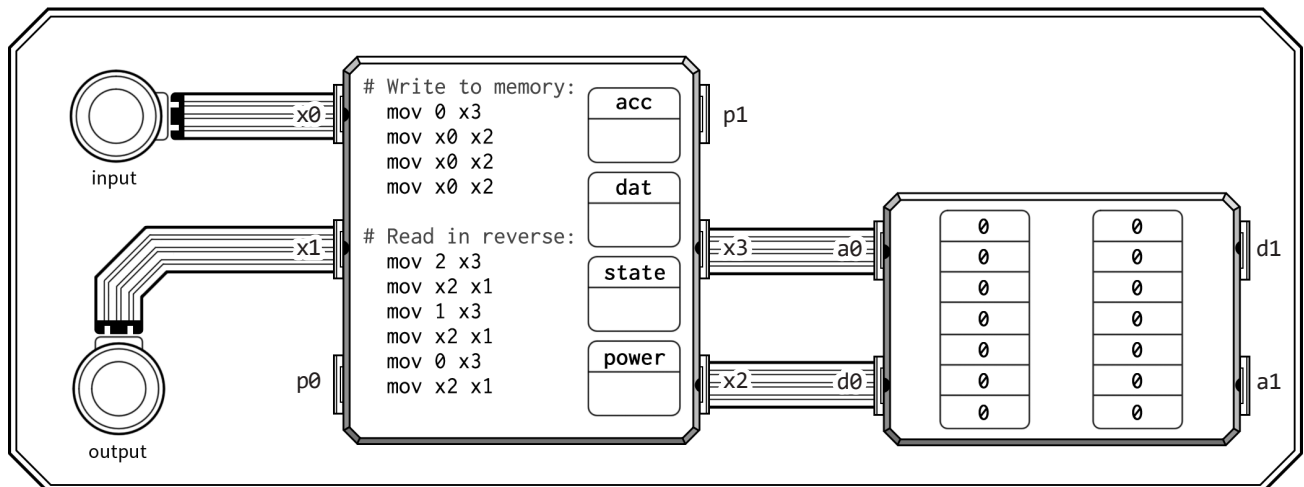 input
output
x0
x1
p0
# Write to memory:
mov 0 x3
mov x0 x2
mov x0 x2
mov x0 x2
# Read in reverse:
mov 2 x3
mov x2 x1
mov 1 x3
mov x2 x1
mov 0 x3
mov x2 x1
acc
dat
state
power
p1
x3
x2
a0
d0
0 0
0 0
0 0
0 0
0 0
0 0
0 0
d1
a1